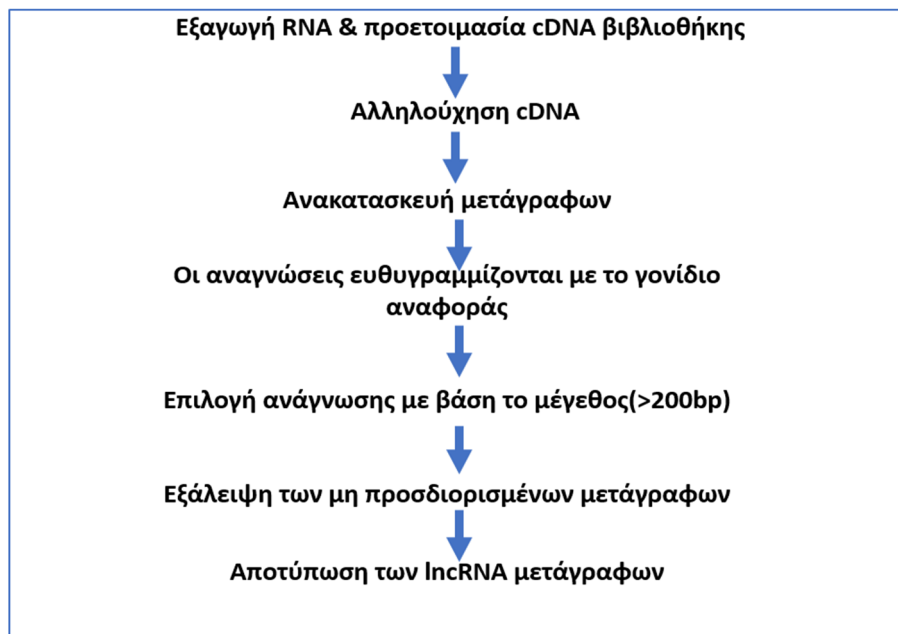 Εξαγωγή RNA & προετοιμασία cDNA βιβλιοθήκης
Αλληλούχηση cDNA
Ανακατασκευή μετάγραφων
Οι αναγνώσεις ευθυγραμμίζονται με το γονίδιο
αναφοράς
Επιλογή ανάγνωσης με βάση το μέγεθος(>200bp)
Εξάλειψη των μη προσδιορισμένων μετάγραφων
Αποτύπωση των lncRNA μετάγραφων